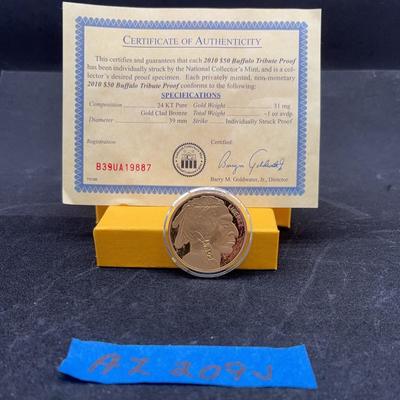 CERTIFICATE OF AUTHENTICITY
This certifies and guarantees that each 2010 $50 Buffalo Tribute Proof
has been individually struck by the National Collector's Mint, and is a col-
lector's desired proof specimen. Each privately minted, non-monetary
2010 $50 Buffalo Tribute Proof conforms to the following:
SPECIFICATIONS
Composition 24 KT Pure Gold Weight 31 mg
Gold Clad Bronze Weight ~1 oz avdp
Diameter 39 mm Strike Individually Struck Proof
Registration: Certified:
B39UA19887
Barry M. Goldwater, Jr., Director
AZ 209J